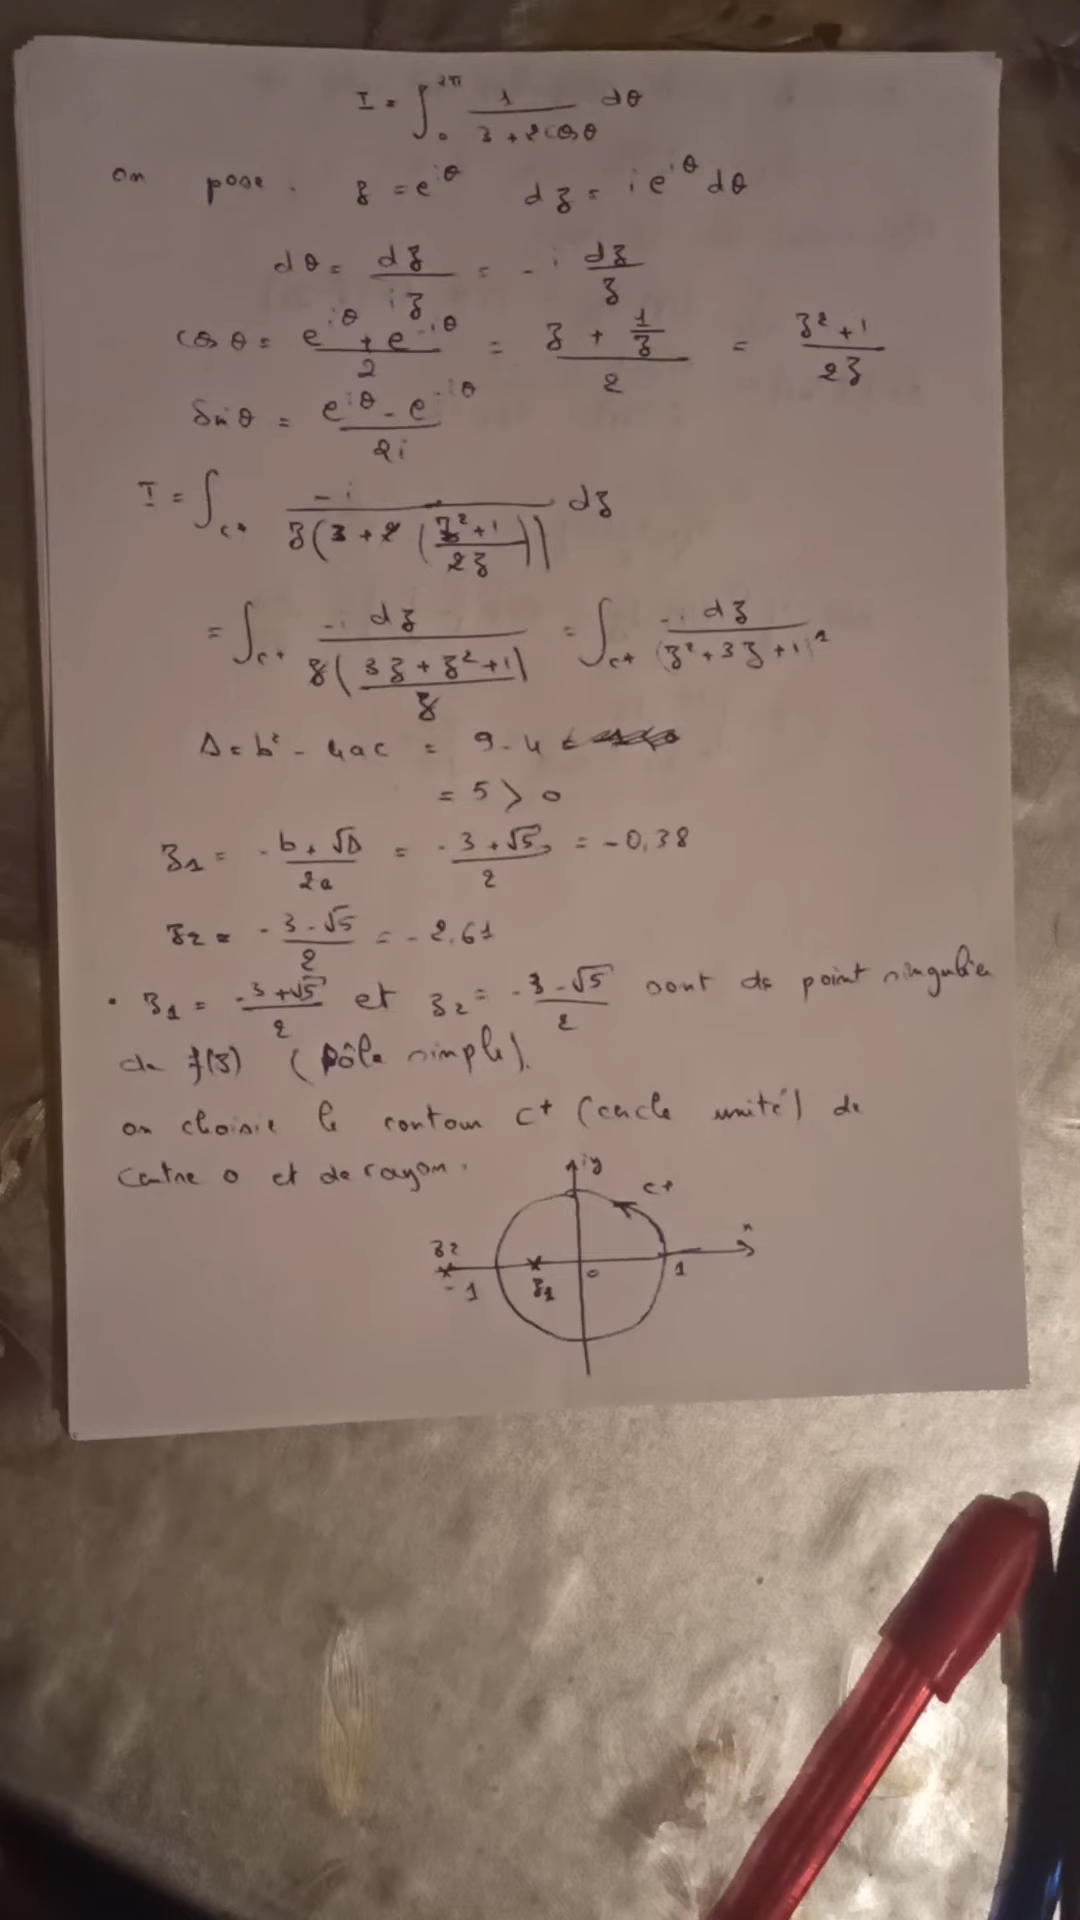 I = ∫₀^{2π} 1/(3 + 2cosθ) dθ
on pose. z = e^{iθ} dz = i e^{iθ} dθ
dθ = dz/(iz) = -i dz/z
cosθ = (e^{iθ} + e^{-iθ})/2 = (z + 1/z)/2 = (z² + 1)/(2z)
Sinθ = (e^{iθ} - e^{-iθ})/(2i)
I = ∫_{c+} -i/(z(3 + 2((z² + 1)/(2z)))) dz
= ∫_{c+} -i dz/(z((3z + z² + 1)/z)) = ∫_{c+} -i dz/(z² + 3z + 1)¹
Δ = b² - 4ac = 9 - 4
= 5 > 0
z₁ = (-b + √Δ)/(2a) = (-3 + √5)/2 = -0,38
z₂ = (-3 - √5)/2 = -2,61
• z₁ = (-3 + √5)/2 et z₂ = (-3 - √5)/2 sont de point singulier
de f(z) (pôle simple).
on choisie le contour c+ (cercle unité) de
centre 0 et de rayon.
iy
c+
x
z₂
-1
z₁
0
1